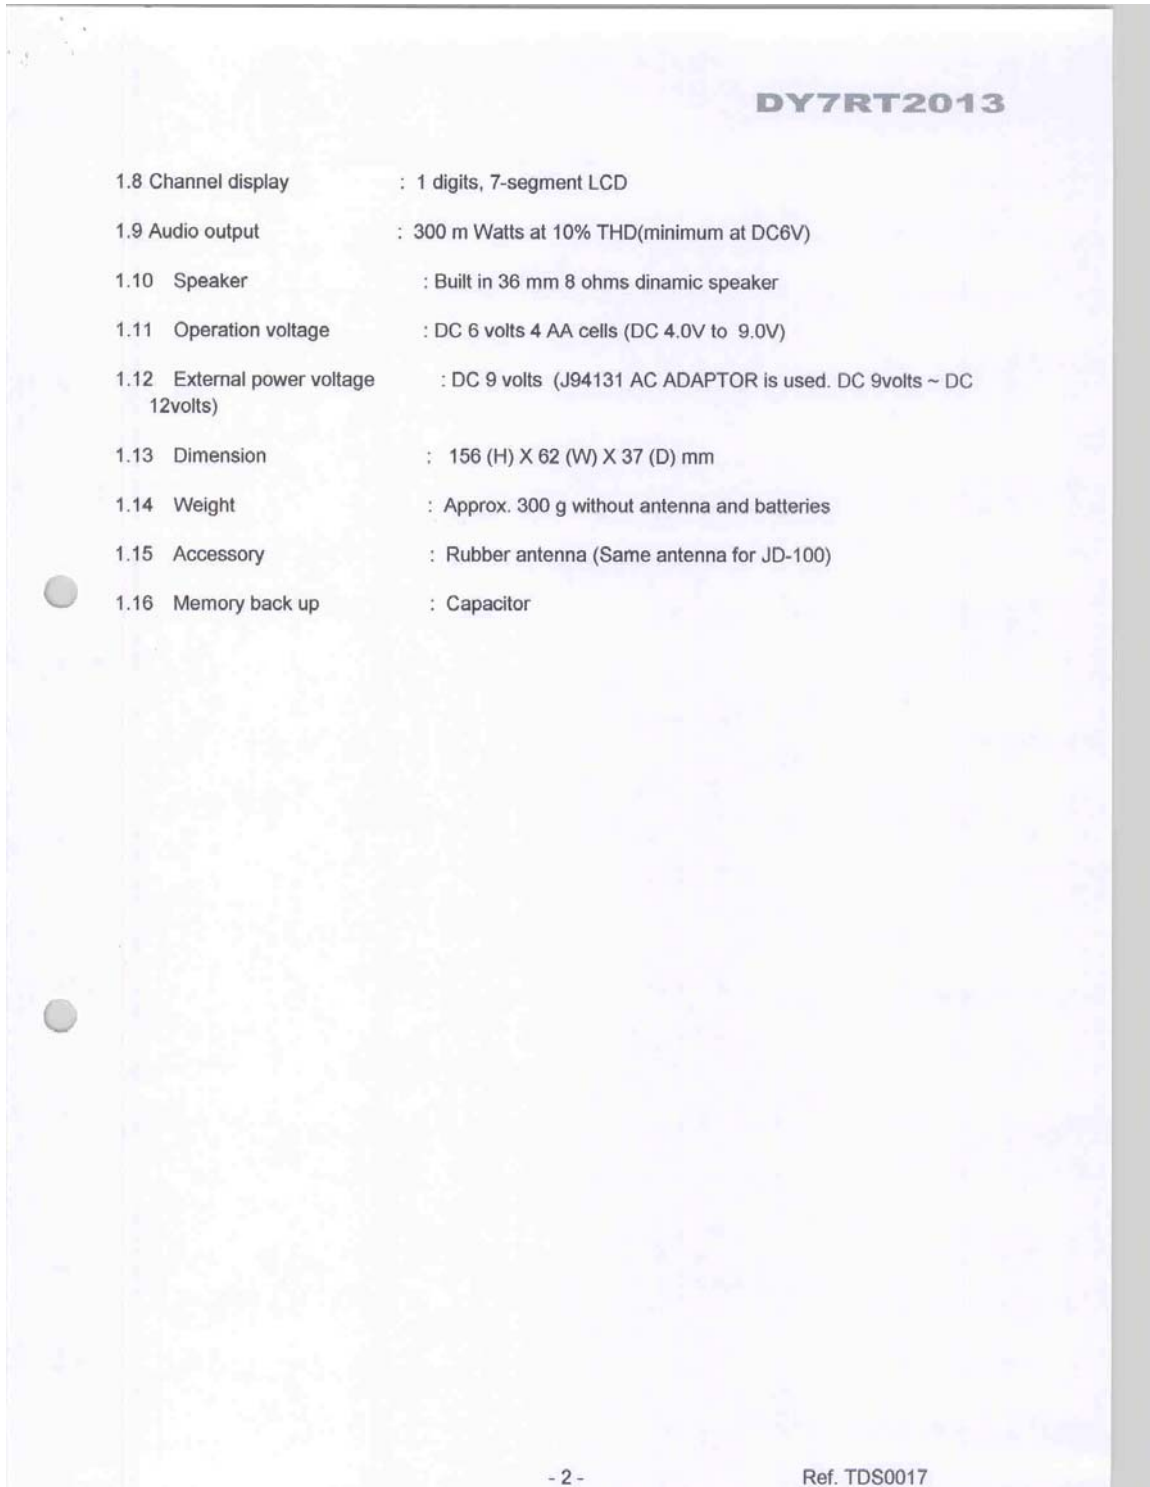 DY7RT2013
1.8 Channel display : 1 digits, 7-segment LCD
1.9 Audio output : 300 m Watts at 10% THD(minimum at DC6V)
1.10 Speaker : Built in 36 mm 8 ohms dinamic speaker
1.11 Operation voltage : DC 6 volts 4 AA cells (DC 4.0V to 9.0V)
1.12 External power voltage : DC 9 volts (J94131 AC ADAPTOR is used. DC 9volts ~ DC
12volts)
1.13 Dimension : 156 (H) X 62 (W) X 37 (D) mm
1.14 Weight : Approx. 300 g without antenna and batteries
1.15 Accessory : Rubber antenna (Same antenna for JD-100)
1.16 Memory back up : Capacitor
- 2 - Ref. TDS0017